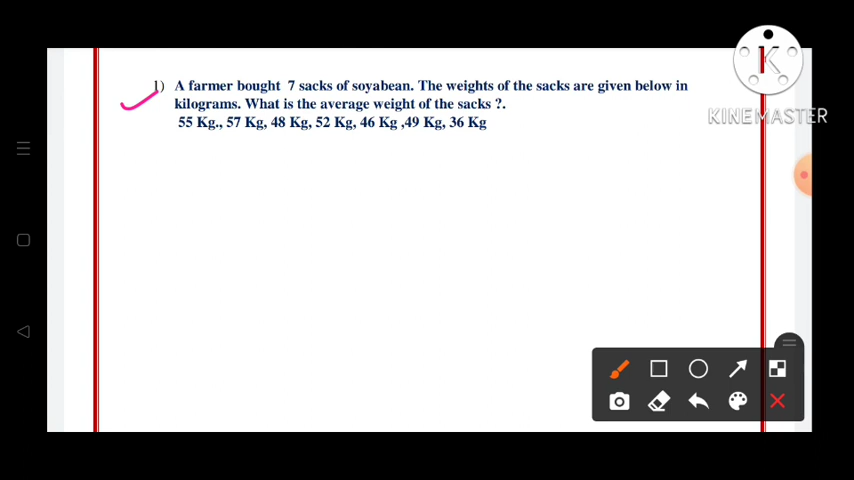 1) A farmer bought 7 sacks of soyabean. The weights of the sacks are given below in
kilograms. What is the average weight of the sacks ?.
55 Kg., 57 Kg, 48 Kg, 52 Kg, 46 Kg ,49 Kg, 36 Kg
K
KINEMASTER